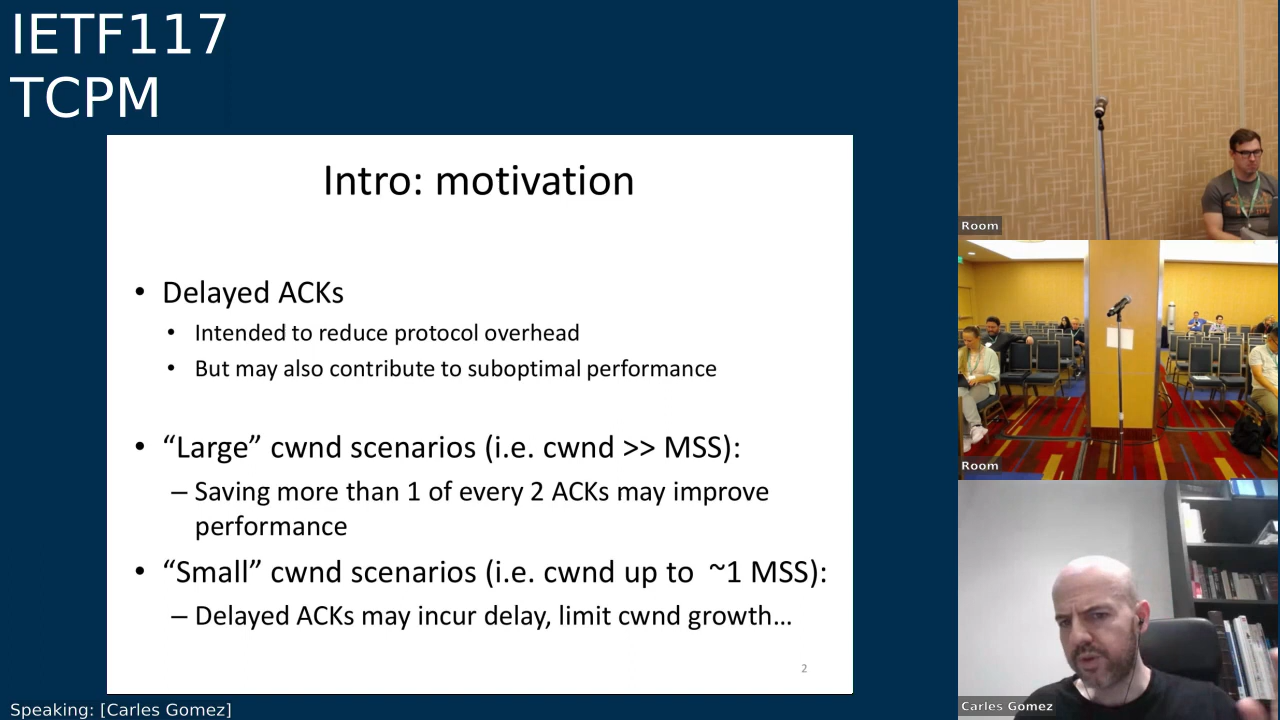 IETF117
TCPM
Intro: motivation
• Delayed ACKs
• Intended to reduce protocol overhead
• But may also contribute to suboptimal performance
• “Large” cwnd scenarios (i.e. cwnd >> MSS):
– Saving more than 1 of every 2 ACKs may improve
performance
• “Small” cwnd scenarios (i.e. cwnd up to ~1 MSS):
– Delayed ACKs may incur delay, limit cwnd growth…
2
Speaking: [Carles Gomez]
Room
Room
Carles Gomez